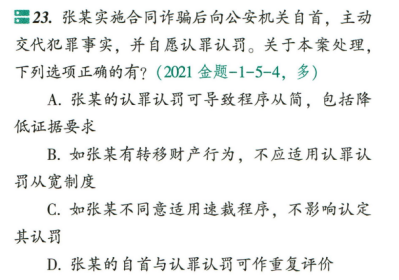 23. 张某实施合同诈骗后向公安机关自首，主动
交代犯罪事实，并自愿认罪认罚。关于本案处理，
下列选项正确的有？（2021 金题-1-5-4，多）
A. 张某的认罪认罚可导致程序从简，包括降
低证据要求
B. 如张某有转移财产行为，不应适用认罪认
罚从宽制度
C. 如张某不同意适用速裁程序，不影响认定
其认罚
D. 张某的自首与认罪认罚可作重复评价